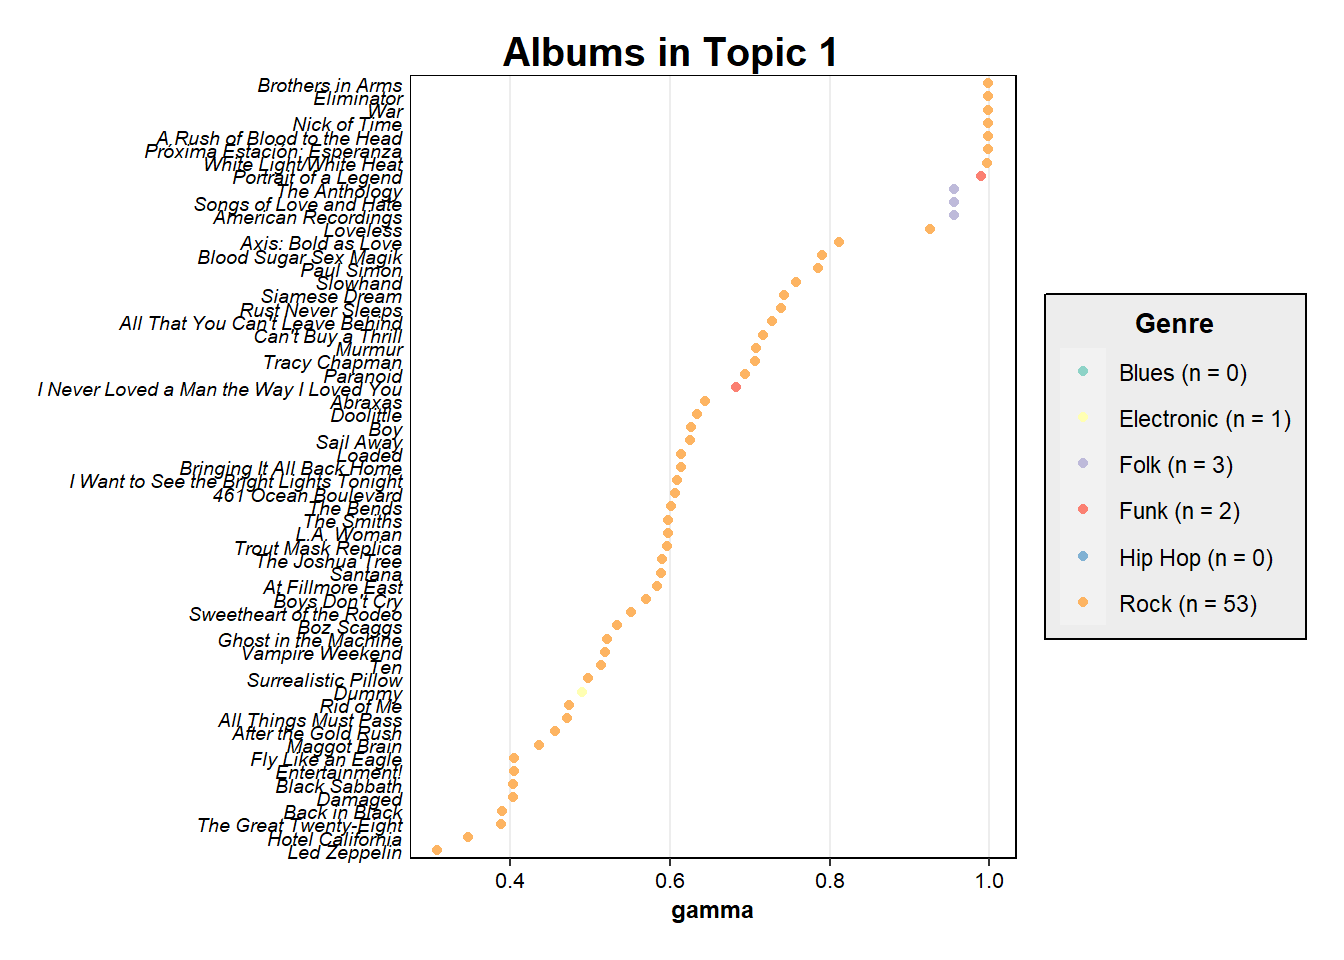 Albums in Topic 1
Brothers in Arms
Eliminator
War
Nick of Time
A Rush of Blood to the Head
Próxima Estación: Esperanza
White Light/White Heat
Portrait of a Legend
The Anthology
Songs of Love and Hate
American Recordings
Loveless
Axis: Bold as Love
Blood Sugar Sex Magik
Paul Simon
Slowhand
Siamese Dream
Rust Never Sleeps
All That You Can't Leave Behind
Can't Buy a Thrill
Murmur
Tracy Chapman
Paranoid
I Never Loved a Man the Way I Loved You
Abraxas
Doolittle
Boy
Sail Away
Loaded
Bringing It All Back Home
I Want to See the Bright Lights Tonight
461 Ocean Boulevard
The Bends
The Smiths
L.A. Woman
Trout Mask Replica
The Joshua Tree
Santana
At Fillmore East
Boys Don't Cry
Sweetheart of the Rodeo
Boz Scaggs
Ghost in the Machine
Vampire Weekend
Ten
Surrealistic Pillow
Dummy
Rid of Me
All Things Must Pass
After the Gold Rush
Maggot Brain
Fly Like an Eagle
Entertainment!
Black Sabbath
Damaged
Back in Black
The Great Twenty-Eight
Hotel California
Led Zeppelin
0.4 0.6 0.8 1.0
gamma
Genre
Blues (n = 0)
Electronic (n = 1)
Folk (n = 3)
Funk (n = 2)
Hip Hop (n = 0)
Rock (n = 53)